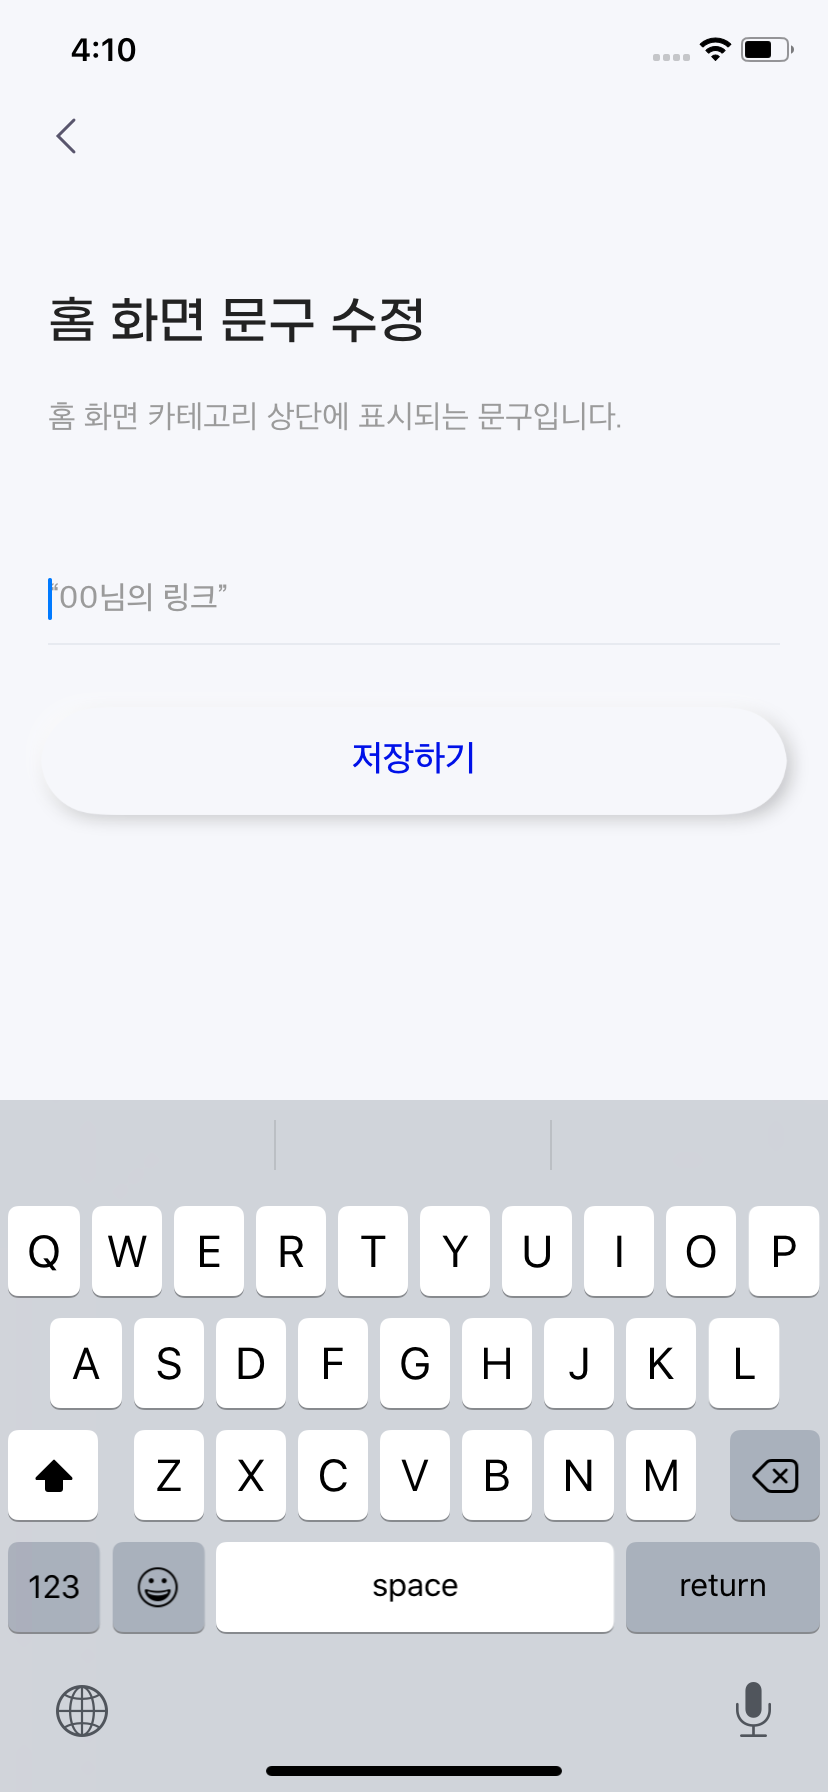 4:10
홈 화면 문구 수정
홈 화면 카테고리 상단에 표시되는 문구입니다.
“OO님의 링크”
저장하기
Q W E R T Y U I O P
A S D F G H J K L
Z X C V B N M
123 space return